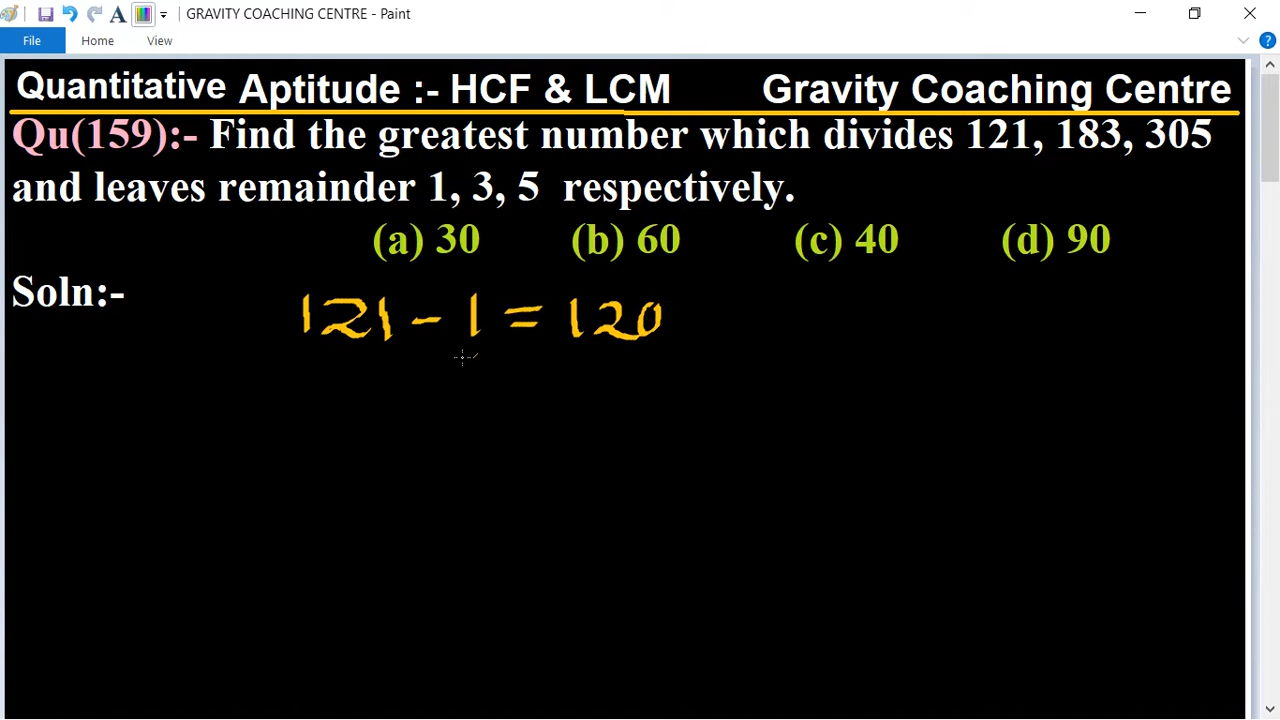 GRAVITY COACHING CENTRE - Paint
File Home View
Quantitative Aptitude :- HCF & LCM Gravity Coaching Centre
Qu(159):- Find the greatest number which divides 121, 183, 305
and leaves remainder 1, 3, 5 respectively.
(a) 30 (b) 60 (c) 40 (d) 90
Soln:- 121 - 1 = 120